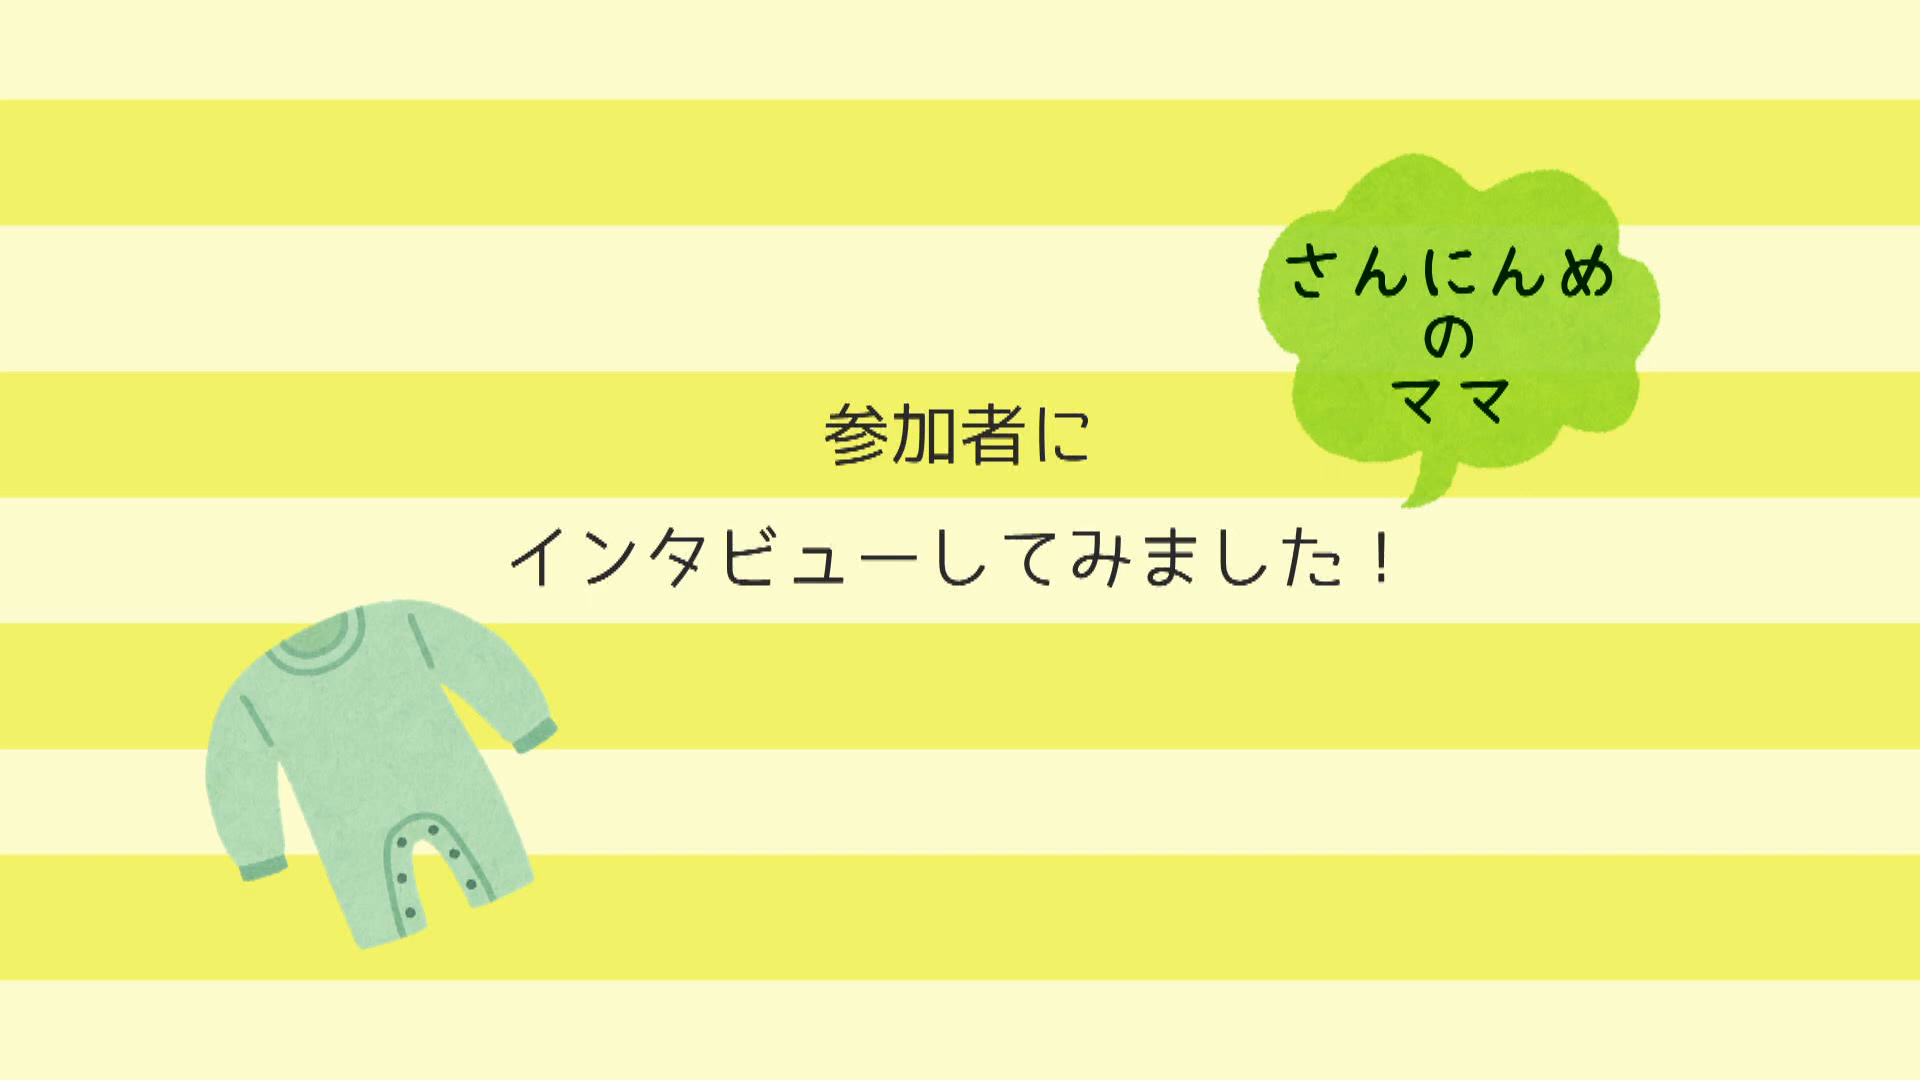 さんにんめ
の
ママ
参加者に
インタビューしてみました！